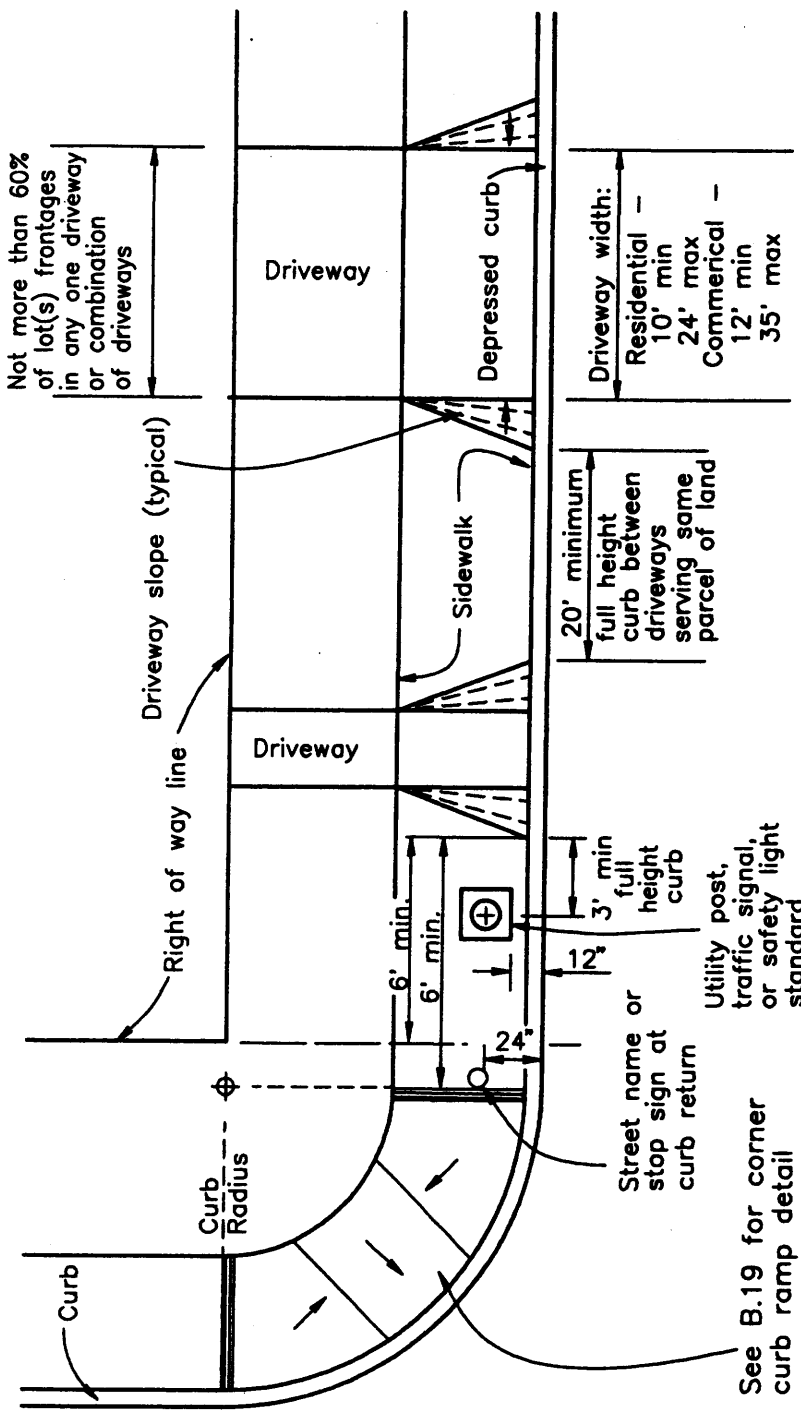 Not more than 60%
of lot(s) frontages
in any one driveway
or combination
of driveways
Driveway slope (typical)
Right of way line
Driveway
Driveway
Sidewalk
Depressed curb
Curb
Curb
Radius
6' min.
6' min.
3' min
full
height
curb
12"
24"
20' minimum
full height
curb between
driveways
serving same
parcel of land
Driveway width:
Residential –
10' min
24' max
Commerical –
12' min
35' max
Utility post,
traffic signal,
or safety light
standard
Street name or
stop sign at
curb return
See B.19 for corner
curb ramp detail